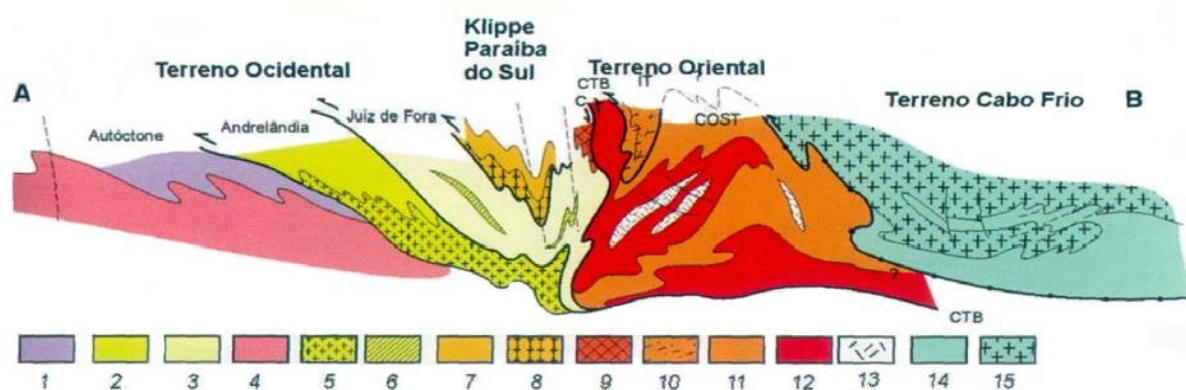 Klippe
Paraiba
do Sul
Terreno Ocidental
Terreno Oriental
A
CTB
IT
?
C
Terreno Cabo Frio B
Juiz de Fora
COST
Andrelândia
Autóctone
?
CTB
1 2 3 4 5 6 7 8 9 10 11 12 13 14 15